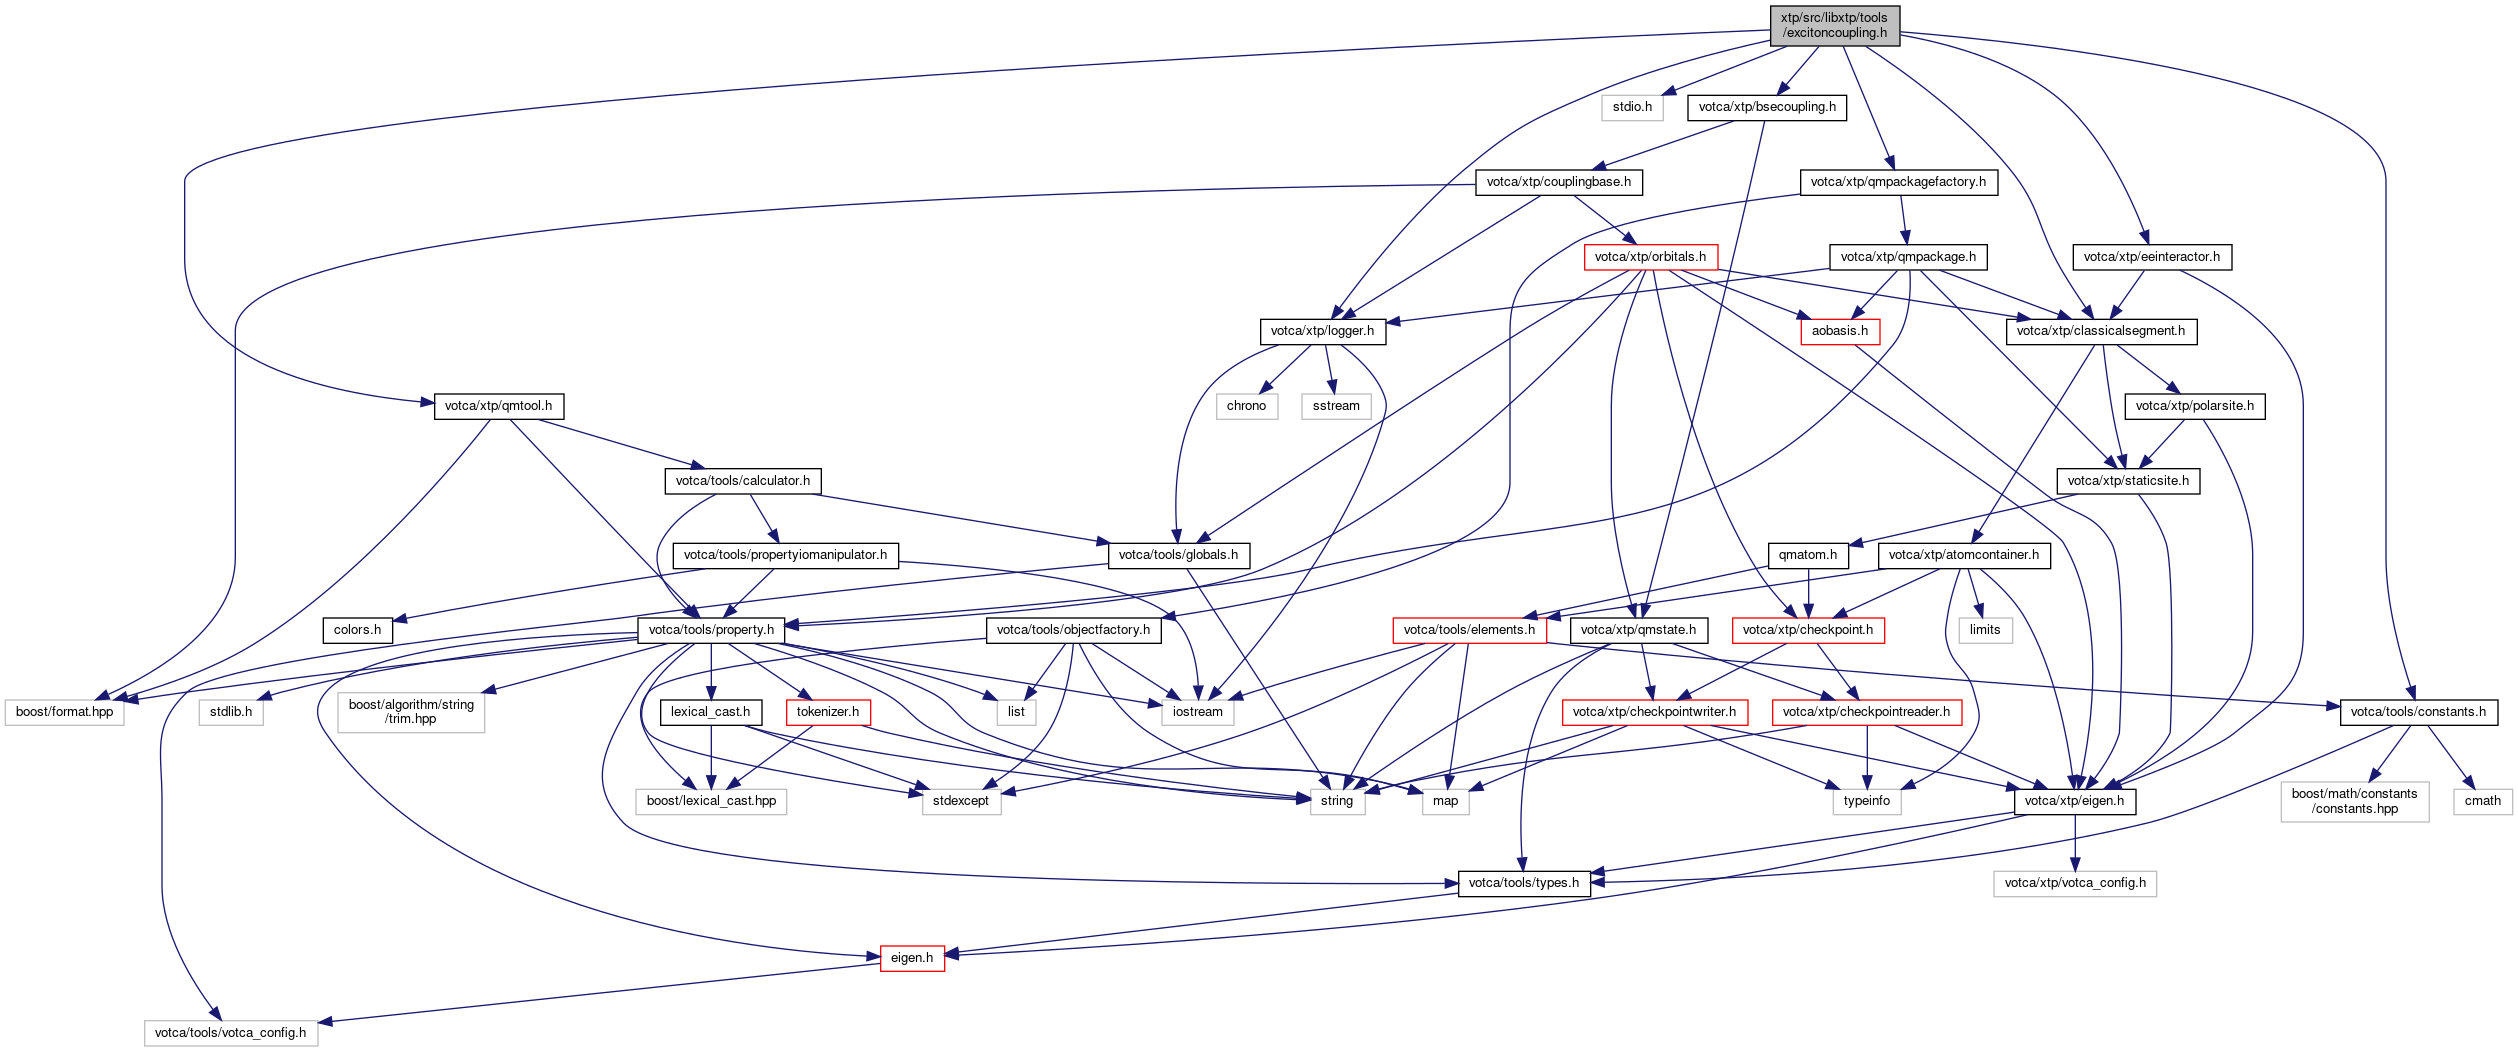 xtp/src/libxtp/tools
/excitoncoupling.h
stdio.h
votca/xtp/bsecoupling.h
votca/xtp/couplingbase.h
votca/xtp/qmpackagefactory.h
votca/xtp/orbitals.h
votca/xtp/qmpackage.h
votca/xtp/eeinteractor.h
votca/xtp/logger.h
aobasis.h
votca/xtp/classicalsegment.h
votca/xtp/qmtool.h
chrono
sstream
votca/xtp/polarsite.h
votca/tools/calculator.h
votca/xtp/staticsite.h
votca/tools/propertyiomanipulator.h
votca/tools/globals.h
qmatom.h
votca/xtp/atomcontainer.h
colors.h
votca/tools/property.h
votca/tools/objectfactory.h
votca/tools/elements.h
votca/xtp/qmstate.h
votca/xtp/checkpoint.h
limits
boost/format.hpp
stdlib.h
boost/algorithm/string
/trim.hpp
lexical_cast.h
tokenizer.h
list
iostream
votca/xtp/checkpointwriter.h
votca/xtp/checkpointreader.h
votca/tools/constants.h
boost/lexical_cast.hpp
stdexcept
string
map
typeinfo
votca/xtp/eigen.h
boost/math/constants
/constants.hpp
cmath
votca/tools/types.h
votca/xtp/votca_config.h
eigen.h
votca/tools/votca_config.h